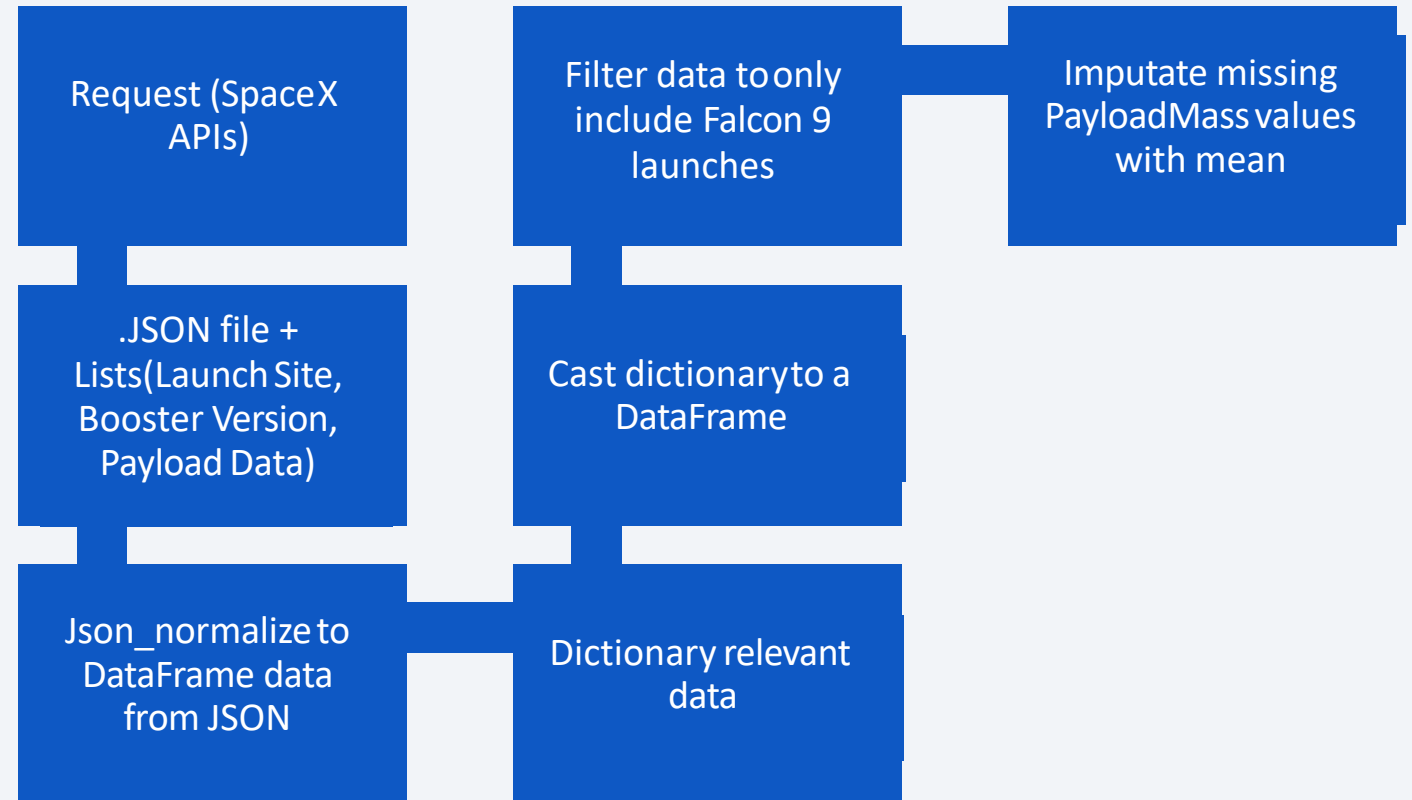 Request (SpaceX
APIs)
.JSON file +
Lists(Launch Site,
Booster Version,
Payload Data)
Json_normalize to
DataFrame data
from JSON
Dictionary relevant
data
Cast dictionary to a
DataFrame
Filter data to only
include Falcon 9
launches
Imputate missing
PayloadMass values
with mean